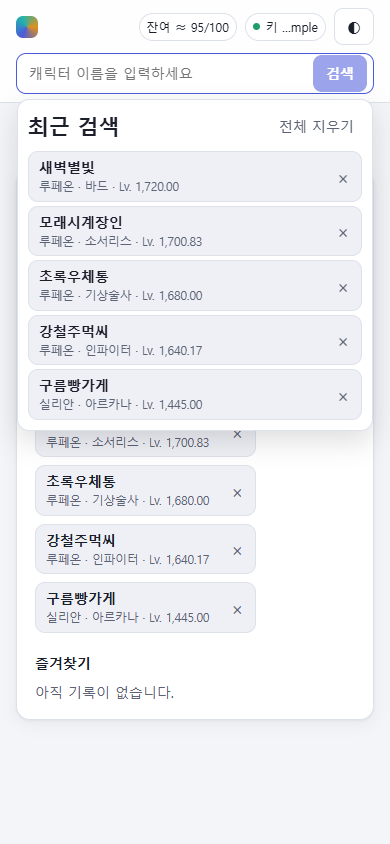 잔여 ≈ 95/100
키 …mple
캐릭터 이름을 입력하세요
검색
최근 검색
전체 지우기
새벽별빛
루페온 · 바드 · Lv. 1,720.00
모래시계장인
루페온 · 소서리스 · Lv. 1,700.83
초록우체통
루페온 · 기상술사 · Lv. 1,680.00
강철주먹씨
루페온 · 인파이터 · Lv. 1,640.17
구름빵가게
실리안 · 아르카나 · Lv. 1,445.00
루페온 · 소서리스 · Lv. 1,700.83
초록우체통
루페온 · 기상술사 · Lv. 1,680.00
강철주먹씨
루페온 · 인파이터 · Lv. 1,640.17
구름빵가게
실리안 · 아르카나 · Lv. 1,445.00
즐겨찾기
아직 기록이 없습니다.